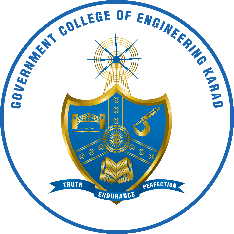 GOVERNMENT COLLEGE OF ENGINEERING KARAD
TRUTH
ENDURANCE
PERFECTION